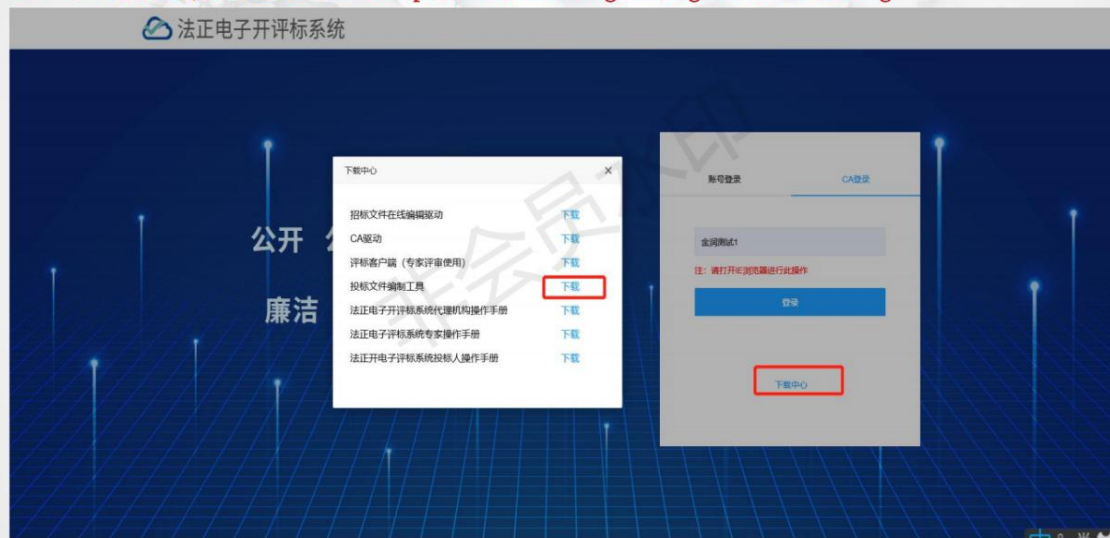 法正电子开评标系统
公开
廉洁
下载中心 ×
招标文件在线编辑驱动 下载
CA驱动 下载
评标客户端（专家评审使用） 下载
投标文件编制工具 下载
法正电子开评标系统代理机构操作手册 下载
法正电子评标系统专家操作手册 下载
法正开电子评标系统投标人操作手册 下载
账号登录 CA登录
金润测试1
注：请打开IE浏览器进行此操作
登录
下载中心
非会员水印
中